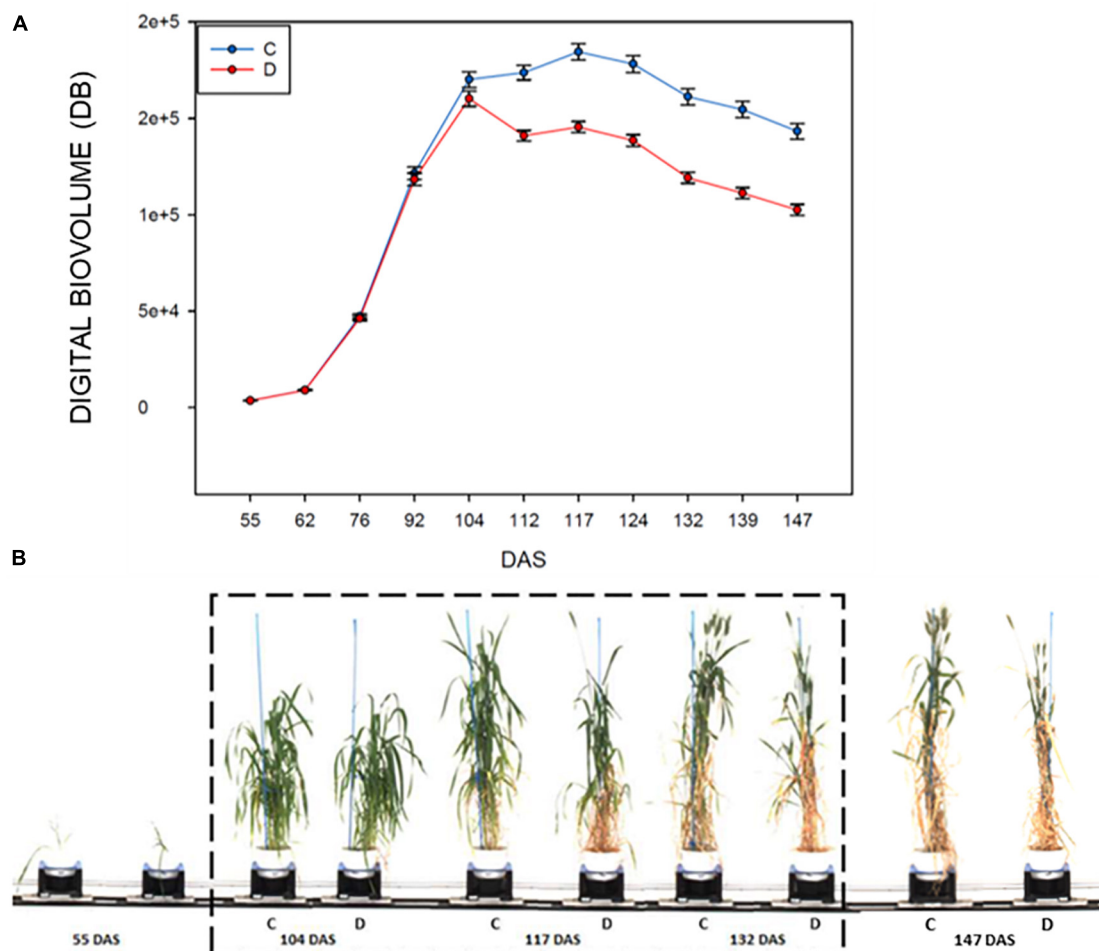 A
DIGITAL BIOVOLUME (DB)
2e+5
2e+5
1e+5
5e+4
0
C
D
55 62 76 92 104 112 117 124 132 139 147
DAS
B
C D C D C D C D
55 DAS 104 DAS 117 DAS 132 DAS 147 DAS